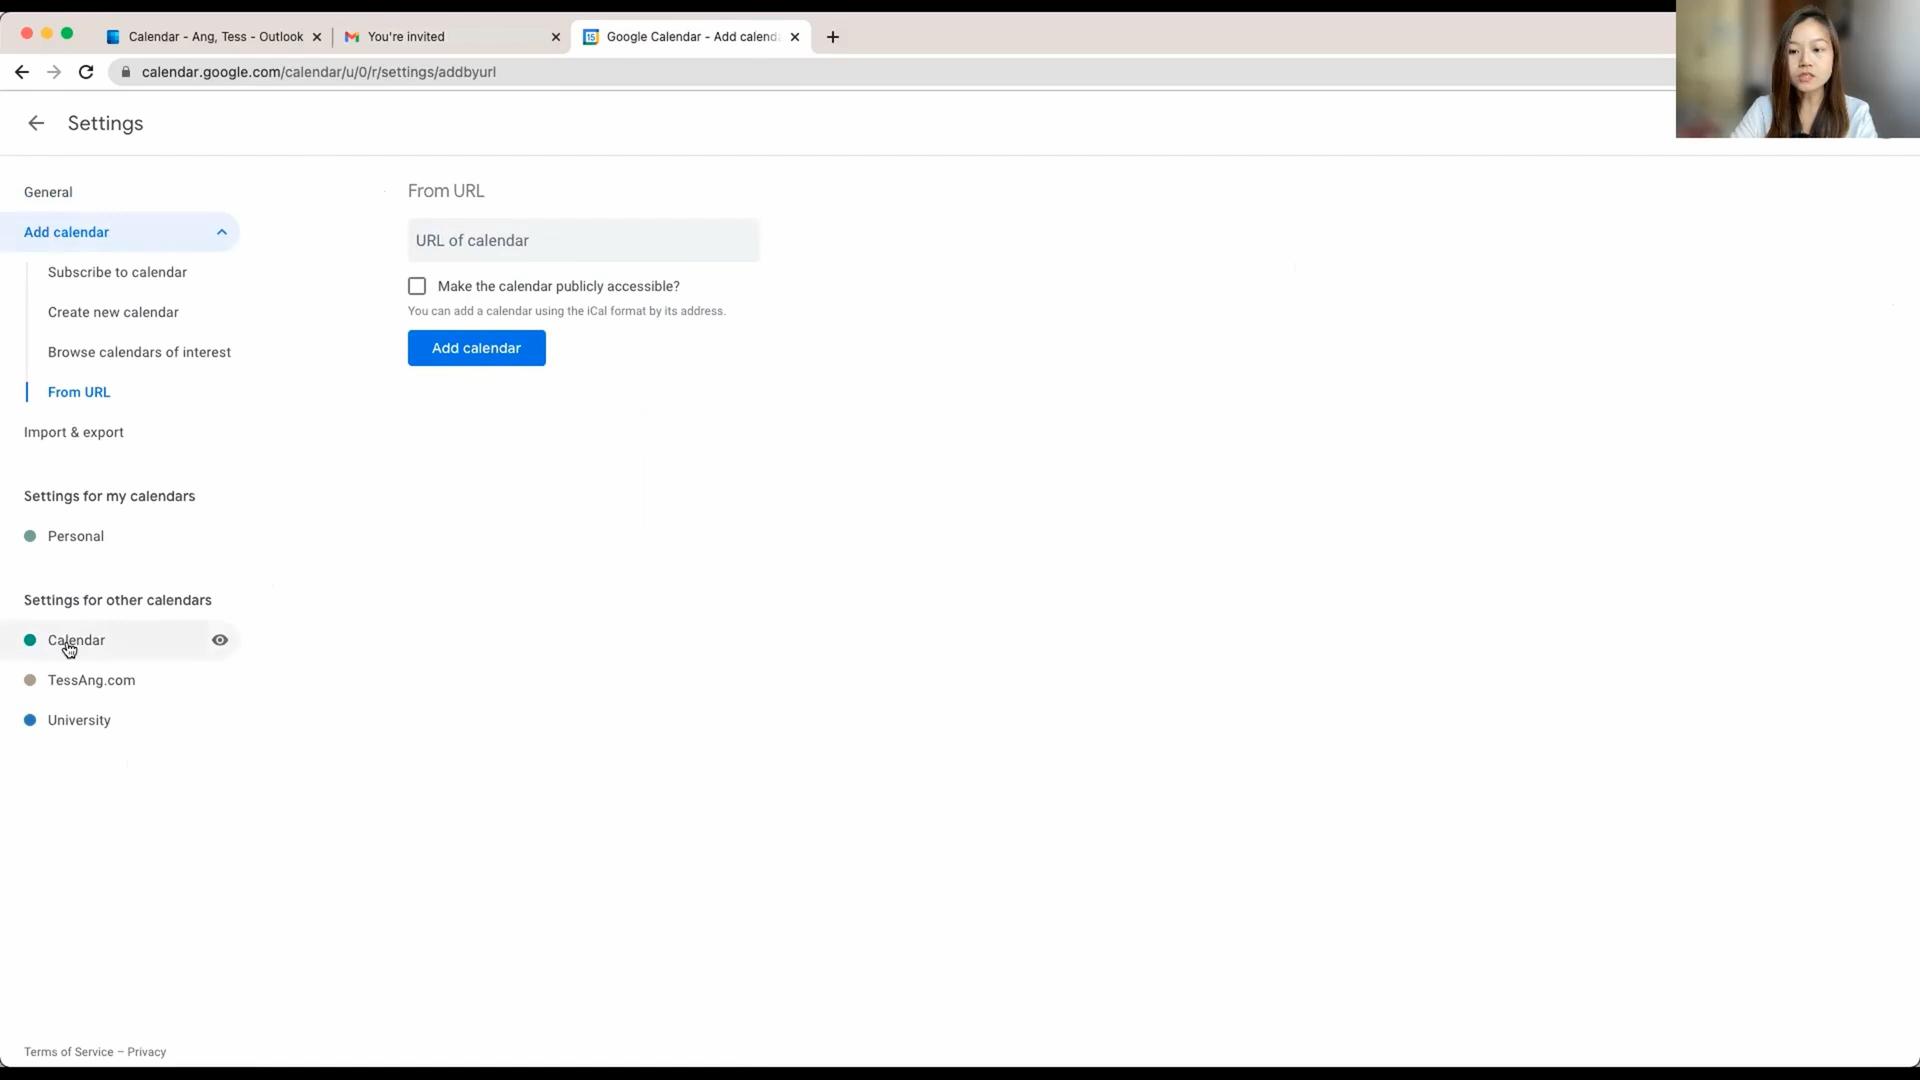 Calendar - Ang, Tess - Outlook
You're invited
Google Calendar - Add calend
calendar.google.com/calendar/u/0/r/settings/addbyurl
Settings
General
Add calendar
Subscribe to calendar
Create new calendar
Browse calendars of interest
From URL
Import & export
Settings for my calendars
Personal
Settings for other calendars
Calendar
TessAng.com
University
From URL
URL of calendar
Make the calendar publicly accessible?
You can add a calendar using the iCal format by its address.
Add calendar
Terms of Service – Privacy